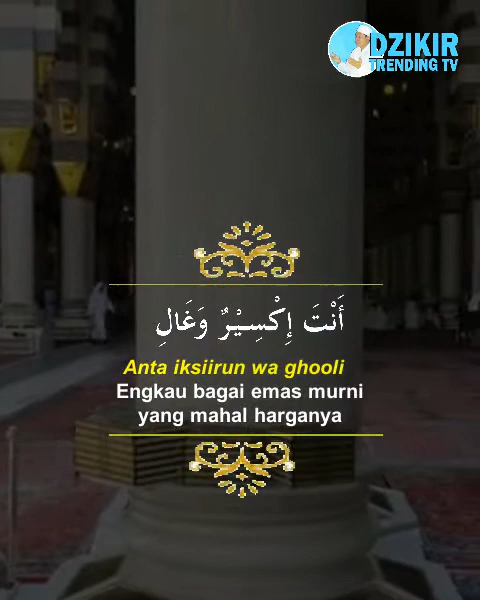 DZIKIR
TRENDING TV
أَنْتَ إِكْسِيْرٌ وَغَالِ
Anta iksiirun wa ghooli
Engkau bagai emas murni
yang mahal harganya